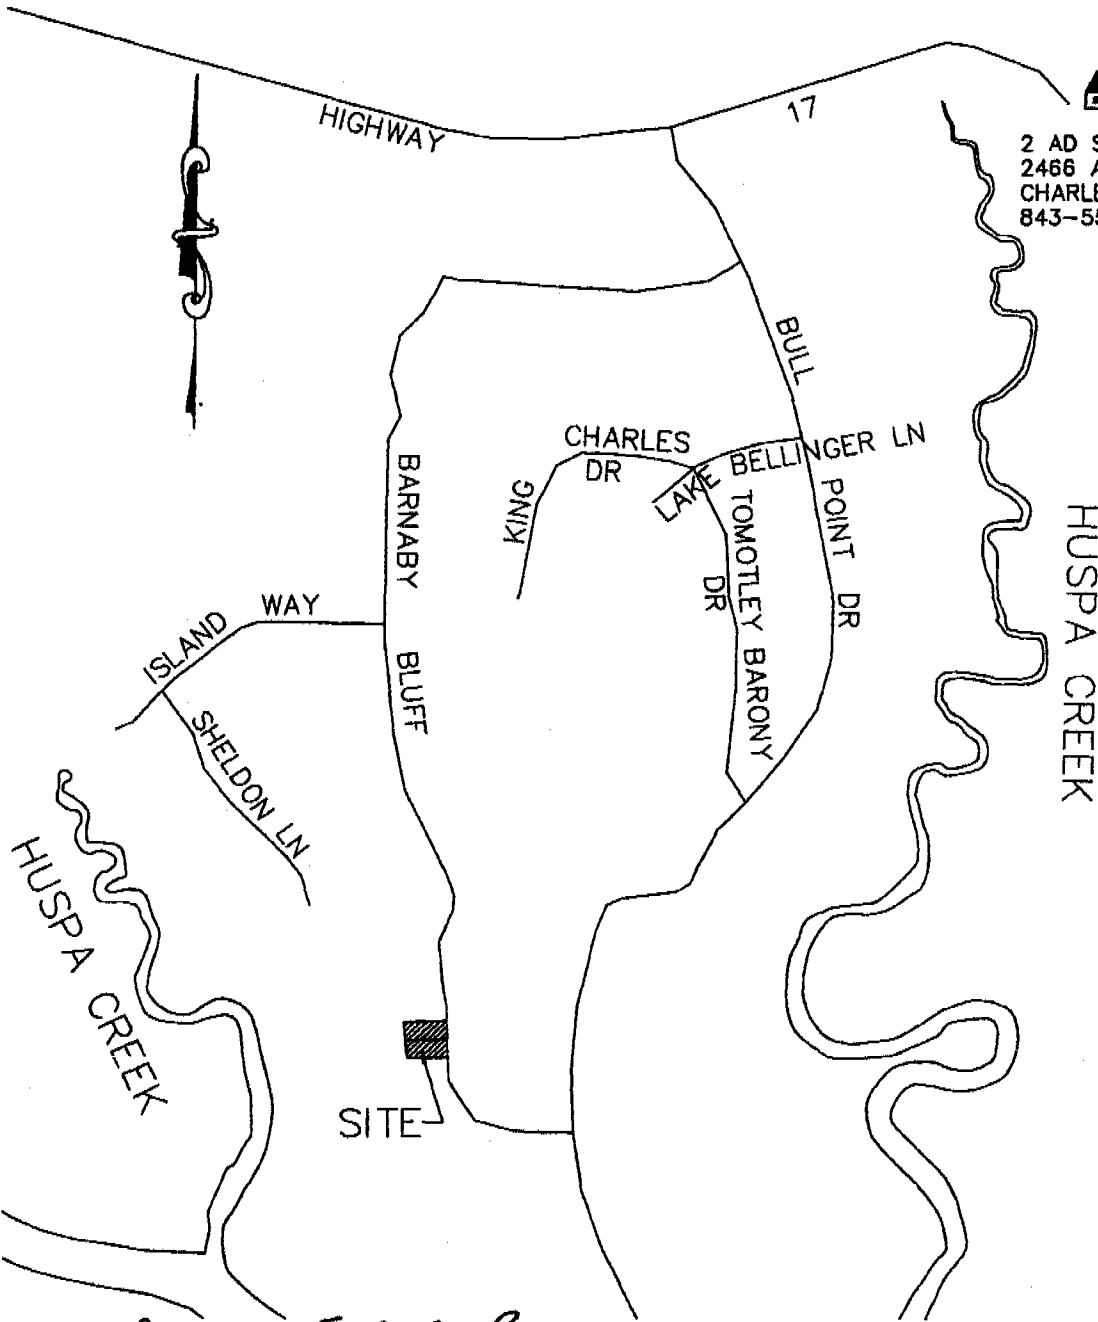 HIGHWAY 17
2 AD
2466
843-55
BULL POINT DR
CHARLES
KING
DR
LAKE BELLINGER LN
TOMOTLEY BARONY
DR
BARNABY BLUFF
ISLAND WAY
SHELDON LN
HUSPA CREEK
HUSPA CREEK
SITE